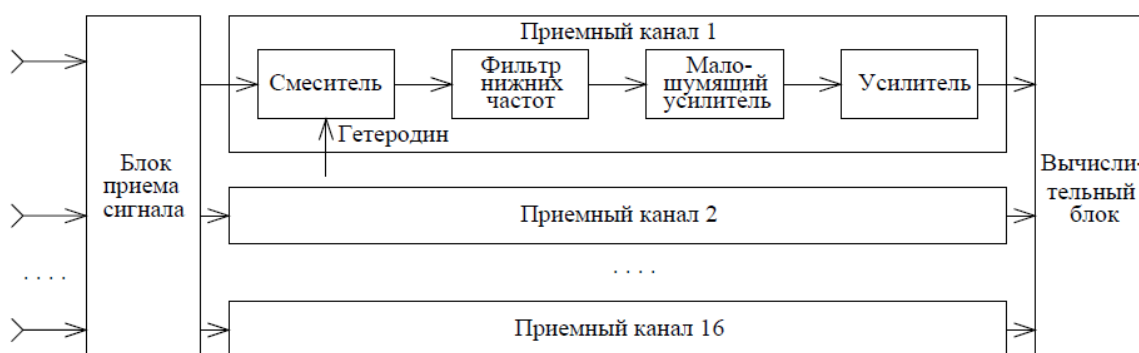 Приемный канал 1
Смеситель
Фильтр
нижних
частот
Мало-
шумящий
усилитель
Усилитель
Гетеродин
Блок
приема
сигнала
Вычисли-
тельный
блок
Приемный канал 2
. . . .
. . . .
Приемный канал 16